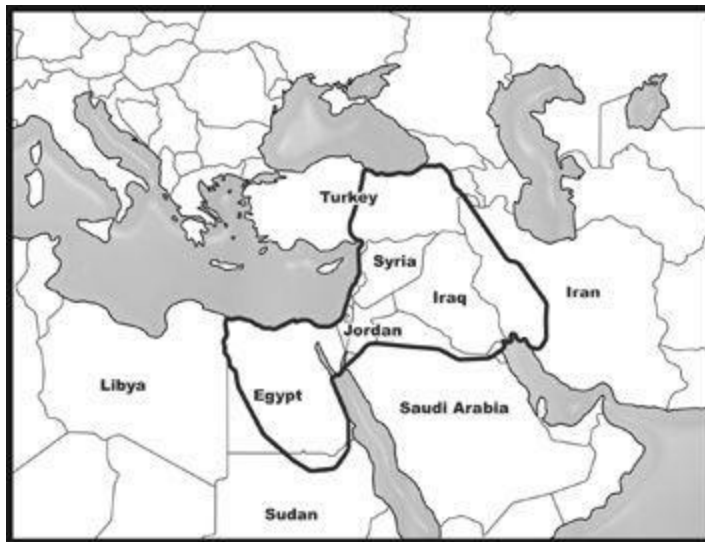 Turkey
Syria
Iraq
Iran
Jordan
Libya
Egypt
Saudi Arabia
Sudan